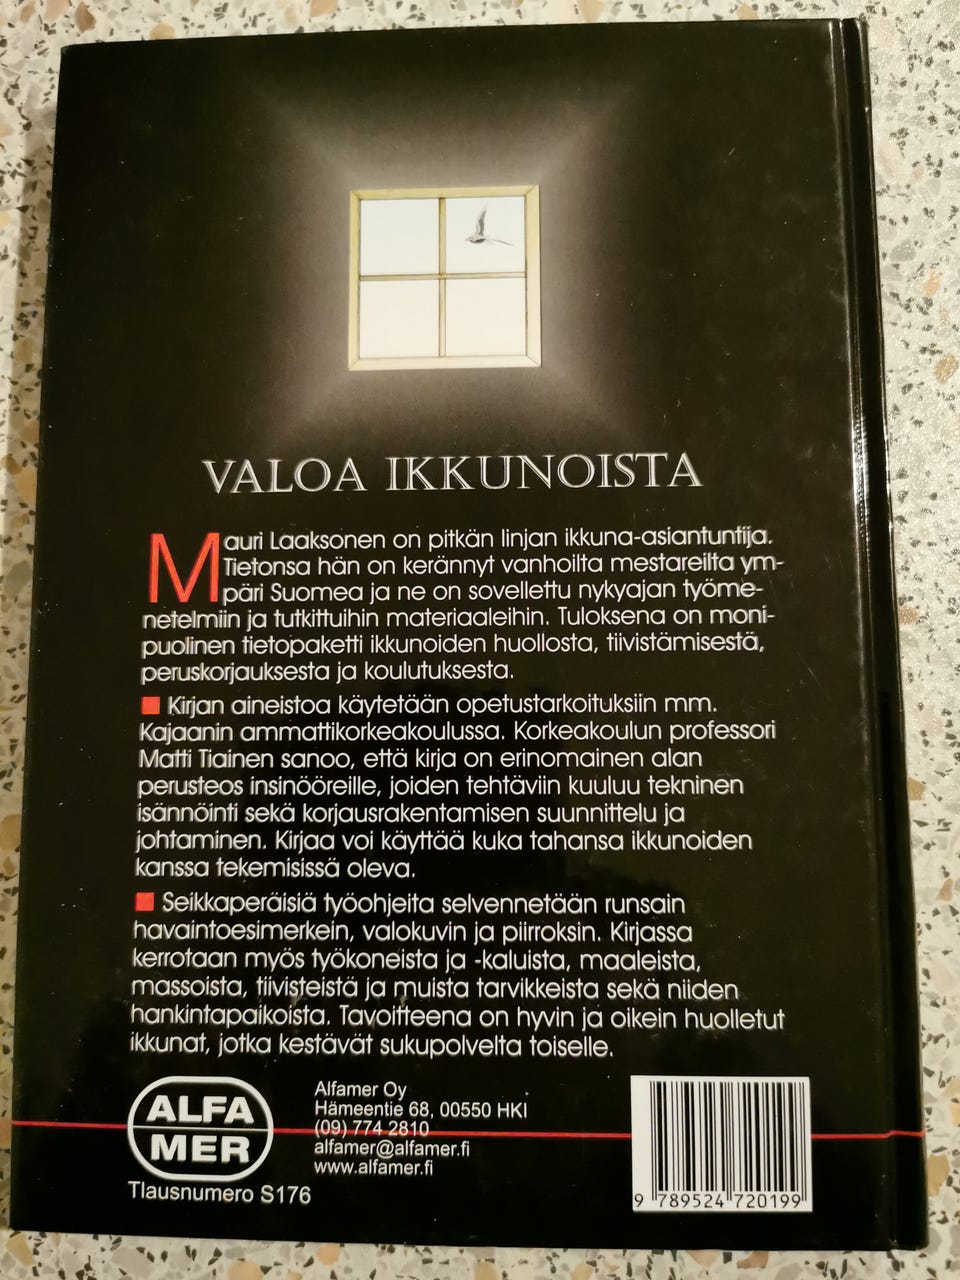 VALOA IKKUNOISTA
Mauri Laaksonen on pitkän linjan ikkuna-asiantuntija.
Tietonsa hän on kerännyt vanhoilta mestareilta ym-
päri Suomea ja ne on sovellettu nykyajan työme-
netelmiin ja tutkittuihin materiaaleihin. Tuloksena on moni-
puolinen tietopaketti ikkunoiden huollosta, tiivistämisestä,
peruskorjauksesta ja koulutuksesta.
■ Kirjan aineistoa käytetään opetustarkoituksiin mm.
Kajaanin ammattikorkeakoulussa. Korkeakoulun professori
Matti Tiainen sanoo, että kirja on erinomainen alan
perusteos insinööreille, joiden tehtäviin kuuluu tekninen
isännöinti sekä korjausrakentamisen suunnittelu ja
johtaminen. Kirjaa voi käyttää kuka tahansa ikkunoiden
kanssa tekemisissä oleva.
■ Seikkaperäisiä työohjeita selvennetään runsain
havaintoesimerkein, valokuvin ja piirroksin. Kirjassa
kerrotaan myös työkoneista ja -kaluista, maaleista,
massoista, tiivisteistä ja muista tarvikkeista sekä niiden
hankintapaikoista. Tavoitteena on hyvin ja oikein huolletut
ikkunat, jotka kestävät sukupolvelta toiselle.
ALFA
MER
Tlausnumero S176
Alfamer Oy
Hämeentie 68, 00550 HKI
(09) 774 2810
alfamer@alfamer.fi
www.alfamer.fi
9 789524 720199